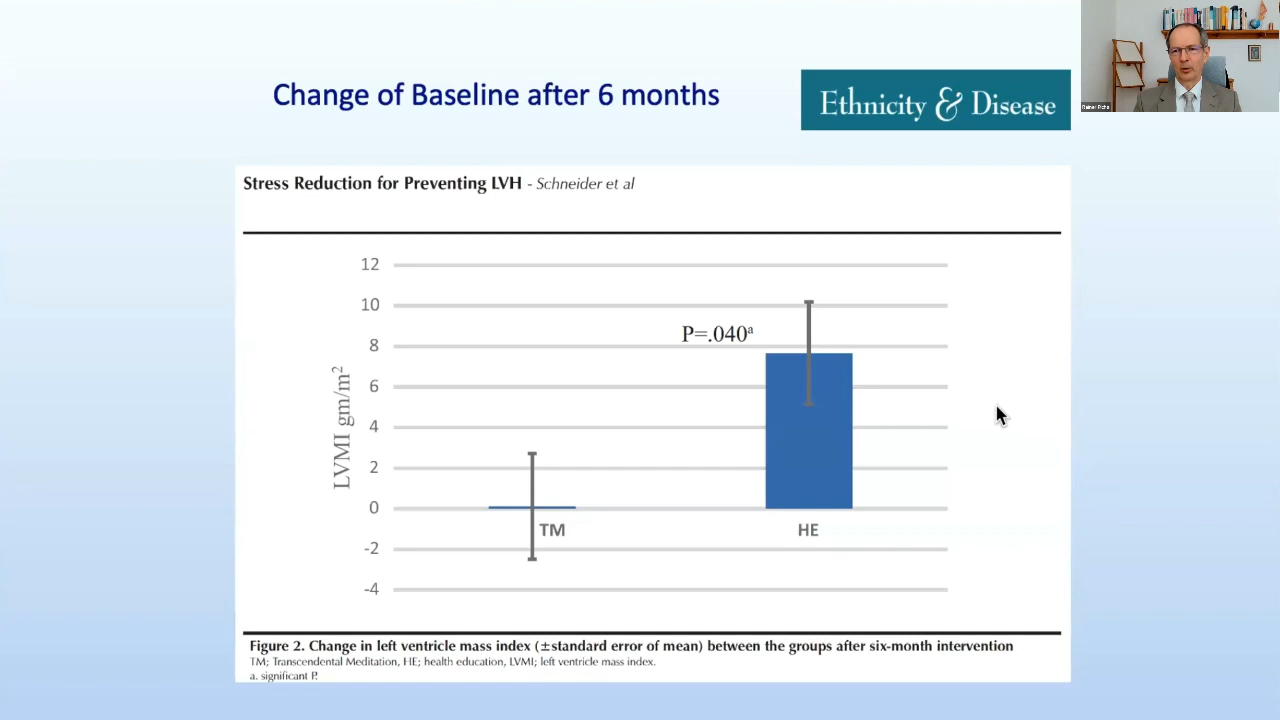 Change of Baseline after 6 months
Ethnicity & Disease
Stress Reduction for Preventing LVH - Schneider et al
12
10
P=.040ᵃ
8
6
LVMI gm/m²
4
2
0
TM
HE
-2
-4
Figure 2. Change in left ventricle mass index (±standard error of mean) between the groups after six-month intervention
TM; Transcendental Meditation, HE; health education, LVMI; left ventricle mass index.
a. significant P.